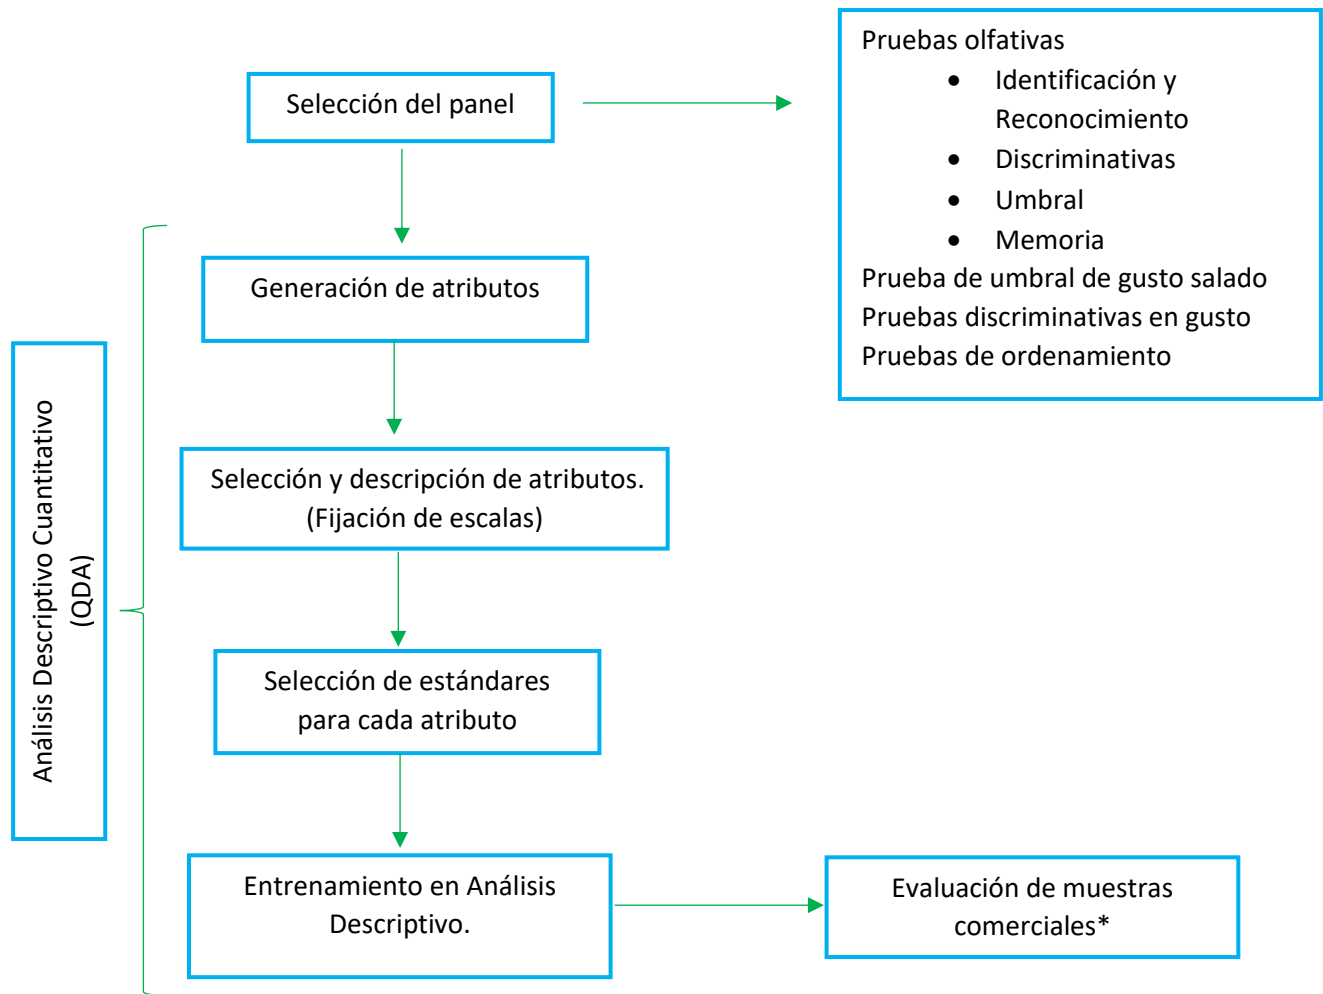 Selección del panel
Pruebas olfativas
• Identificación y
Reconocimiento
• Discriminativas
• Umbral
• Memoria
Prueba de umbral de gusto salado
Pruebas discriminativas en gusto
Pruebas de ordenamiento
Análisis Descriptivo Cuantitativo
(QDA)
Generación de atributos
Selección y descripción de atributos.
(Fijación de escalas)
Selección de estándares
para cada atributo
Entrenamiento en Análisis
Descriptivo.
Evaluación de muestras
comerciales*